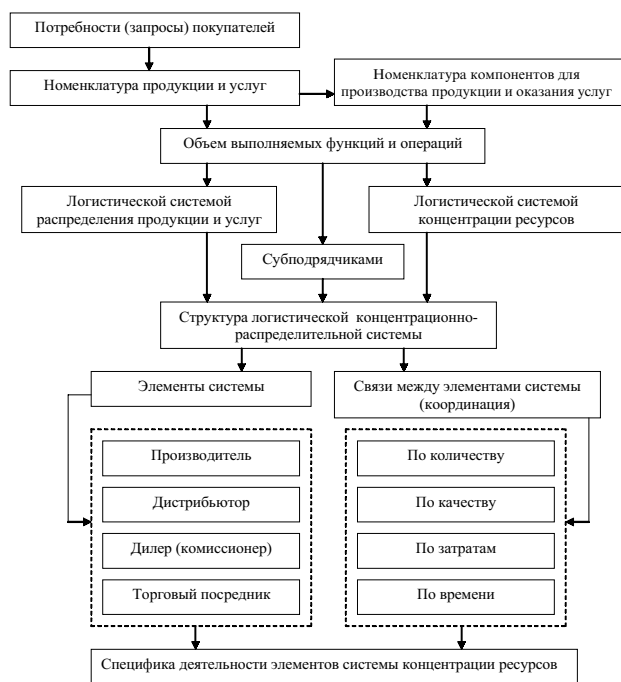 Потребности (запросы) покупателей
Номенклатура продукции и услуг
Номенклатура компонентов для
производства продукции и оказания услуг
Объем выполняемых функций и операций
Логистической системой
распределения продукции и услуг
Логистической системой
концентрации ресурсов
Субподрядчиками
Структура логистической концентрационно-
распределительной системы
Элементы системы
Связи между элементами системы
(координация)
Производитель
Дистрибьютор
Дилер (комиссионер)
Торговый посредник
По количеству
По качеству
По затратам
По времени
Специфика деятельности элементов системы концентрации ресурсов